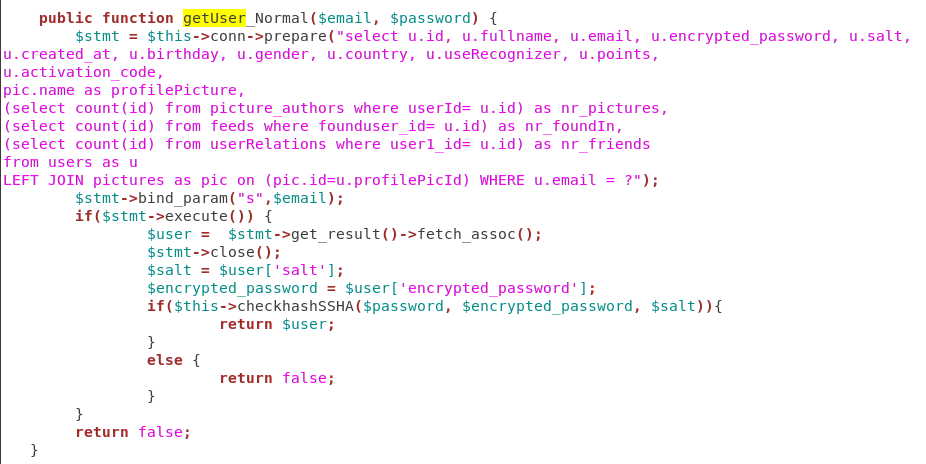 public function getUser_Normal($email, $password) {
$stmt = $this->conn->prepare("select u.id, u.fullname, u.email, u.encrypted_password, u.salt,
u.created_at, u.birthday, u.gender, u.country, u.useRecognizer, u.points,
u.activation_code,
pic.name as profilePicture,
(select count(id) from picture_authors where userId= u.id) as nr_pictures,
(select count(id) from feeds where founduser_id= u.id) as nr_foundIn,
(select count(id) from userRelations where user1_id= u.id) as nr_friends
from users as u
LEFT JOIN pictures as pic on (pic.id=u.profilePicId) WHERE u.email = ?");
$stmt->bind_param("s",$email);
if($stmt->execute()) {
$user =  $stmt->get_result()->fetch_assoc();
$stmt->close();
$salt = $user['salt'];
$encrypted_password = $user['encrypted_password'];
if($this->checkhashSSHA($password, $encrypted_password, $salt)){
return $user;
}
else {
return false;
}
}
return false;
}